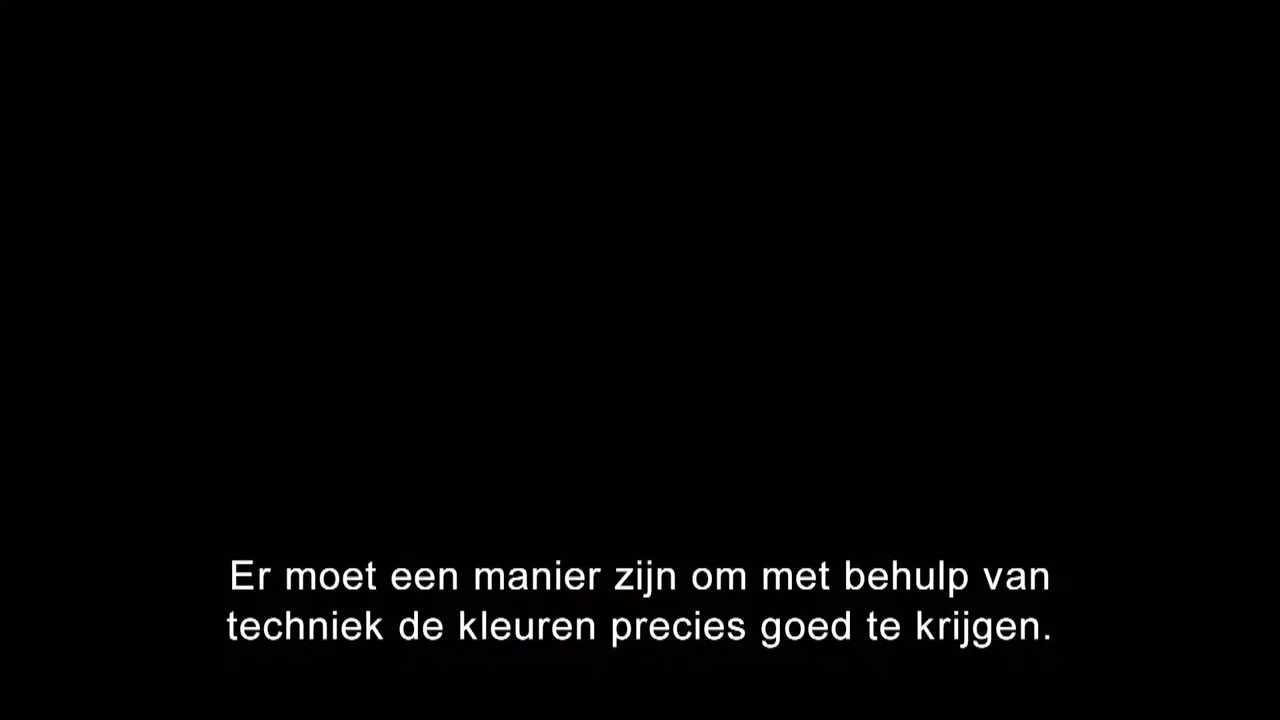 Er moet een manier zijn om met behulp van
techniek de kleuren precies goed te krijgen.